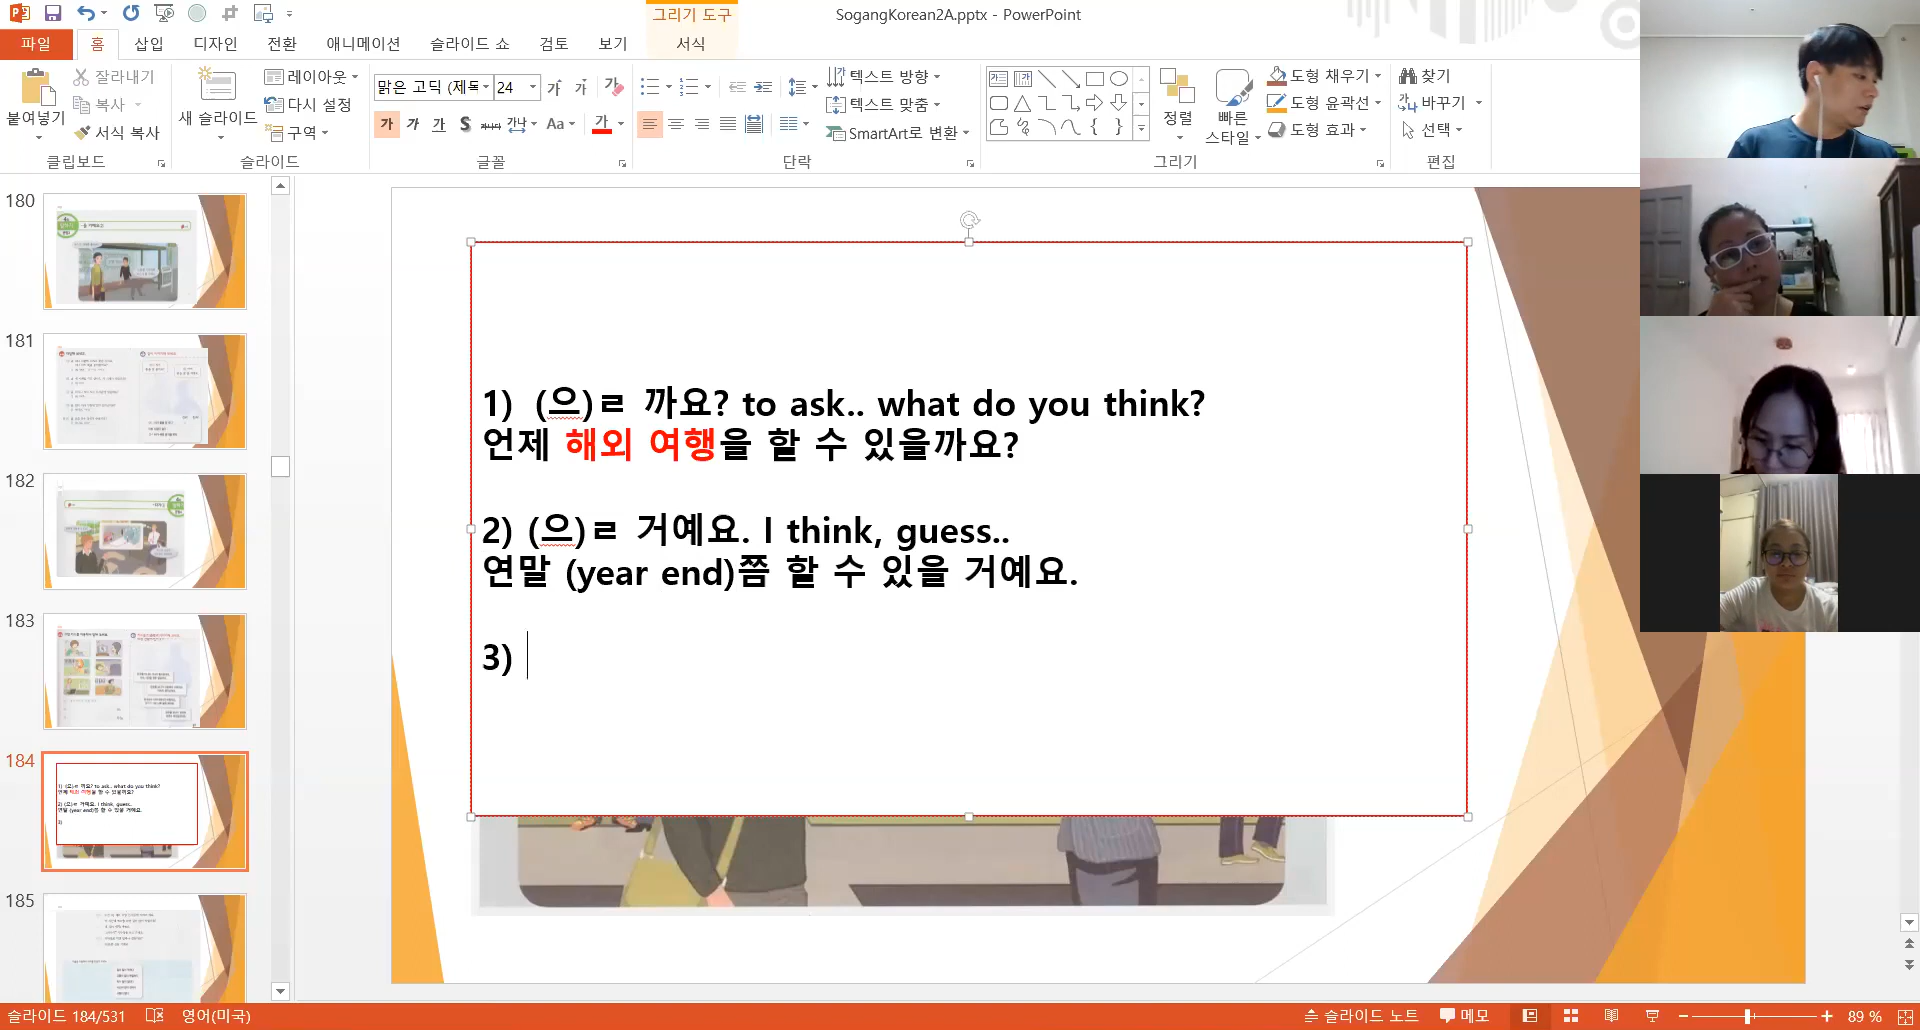 그리기 도구
SogangKorean2A.pptx - PowerPoint
파일 홈 삽입 디자인 전환 애니메이션 슬라이드 쇼 검토 보기 서식
붙여넣기
잘라내기
복사
서식 복사
클립보드
새 슬라이드
레이아웃
다시 설정
구역
슬라이드
맑은 고딕 (제목 24
가 가 가 S 가나 Aa 가
글꼴
텍스트 방향
텍스트 맞춤
SmartArt로 변환
단락
정렬
빠른
스타일
도형 채우기
도형 윤곽선
도형 효과
그리기
찾기
바꾸기
선택
편집
180
181
182
183
184
185
1) (으)ㄹ 까요? to ask.. what do you think?
언제 해외 여행을 할 수 있을까요?
2) (으)ㄹ 거예요. I think, guess..
연말 (year end)쯤 할 수 있을 거예요.
3)
슬라이드 184/531 영어(미국)
슬라이드 노트 메모 89 %